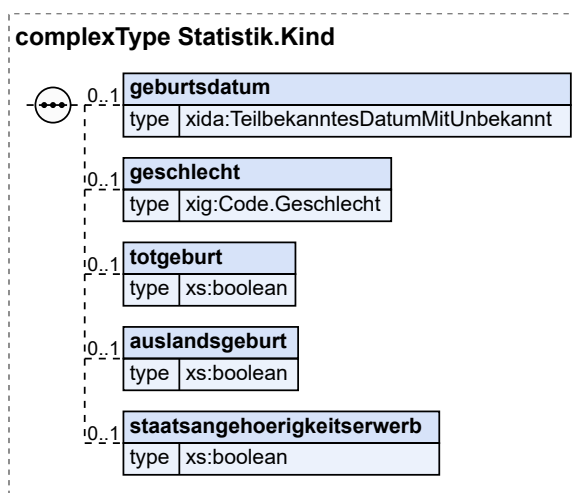 complexType Statistik.Kind
0..1 geburtsdatum
type xida:TeilbekanntesDatumMitUnbekannt
0..1 geschlecht
type xig:Code.Geschlecht
0..1 totgeburt
type xs:boolean
0..1 auslandsgeburt
type xs:boolean
0..1 staatsangehoerigkeitserwerb
type xs:boolean